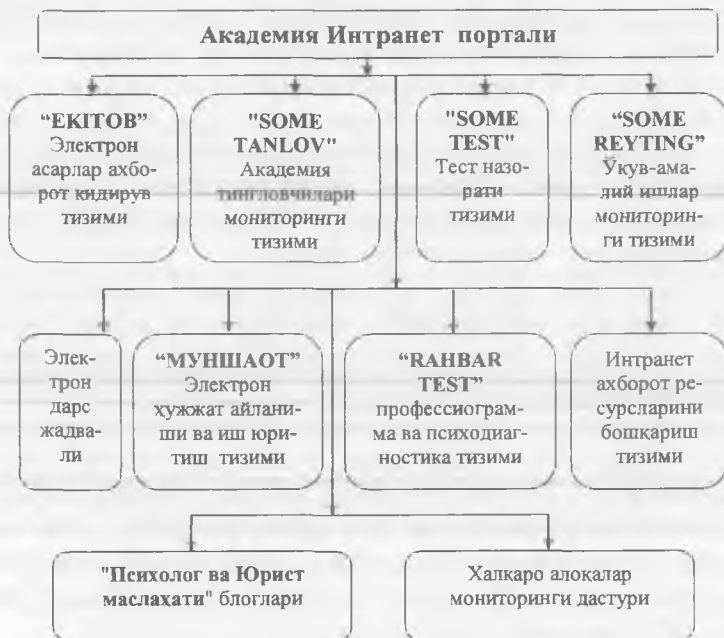 Академия Интранет портали
“EKITOB”
Электрон
асарлар ахбо-
рот кидирув
тизими
"SOME
TANLOV"
Академия
тингловчилари
мониторинги
тизими
"SOME
TEST"
Тест назо-
рати
тизими
“SOME
REYTING”
Ўкув-ама-
лий ишлар
мониторин-
ги тизими
Элек-
трон
дарс
жадва-
ли
“МУНШАОТ”
Электрон
ҳужжат айлани-
ши ва иш юри-
тиш тизими
“RAHBAR
TEST”
профессиограм-
ма ва психодиаг-
ностика тизими
Интранет
ахборот ре-
сурсларини
бошқариш
тизими
"Психолог ва Юрист
маслаҳати" блоглари
Халкаро алоқалар
мониторинги дастури